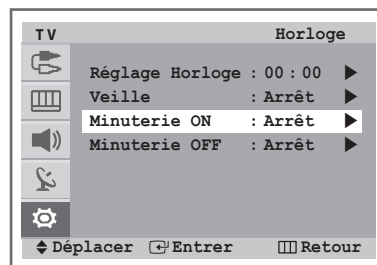 TV Horloge
Réglage Horloge : 00 : 00
Veille : Arrêt
Minuterie ON : Arrêt
Minuterie OFF : Arrêt
Déplacer Entrer Retour